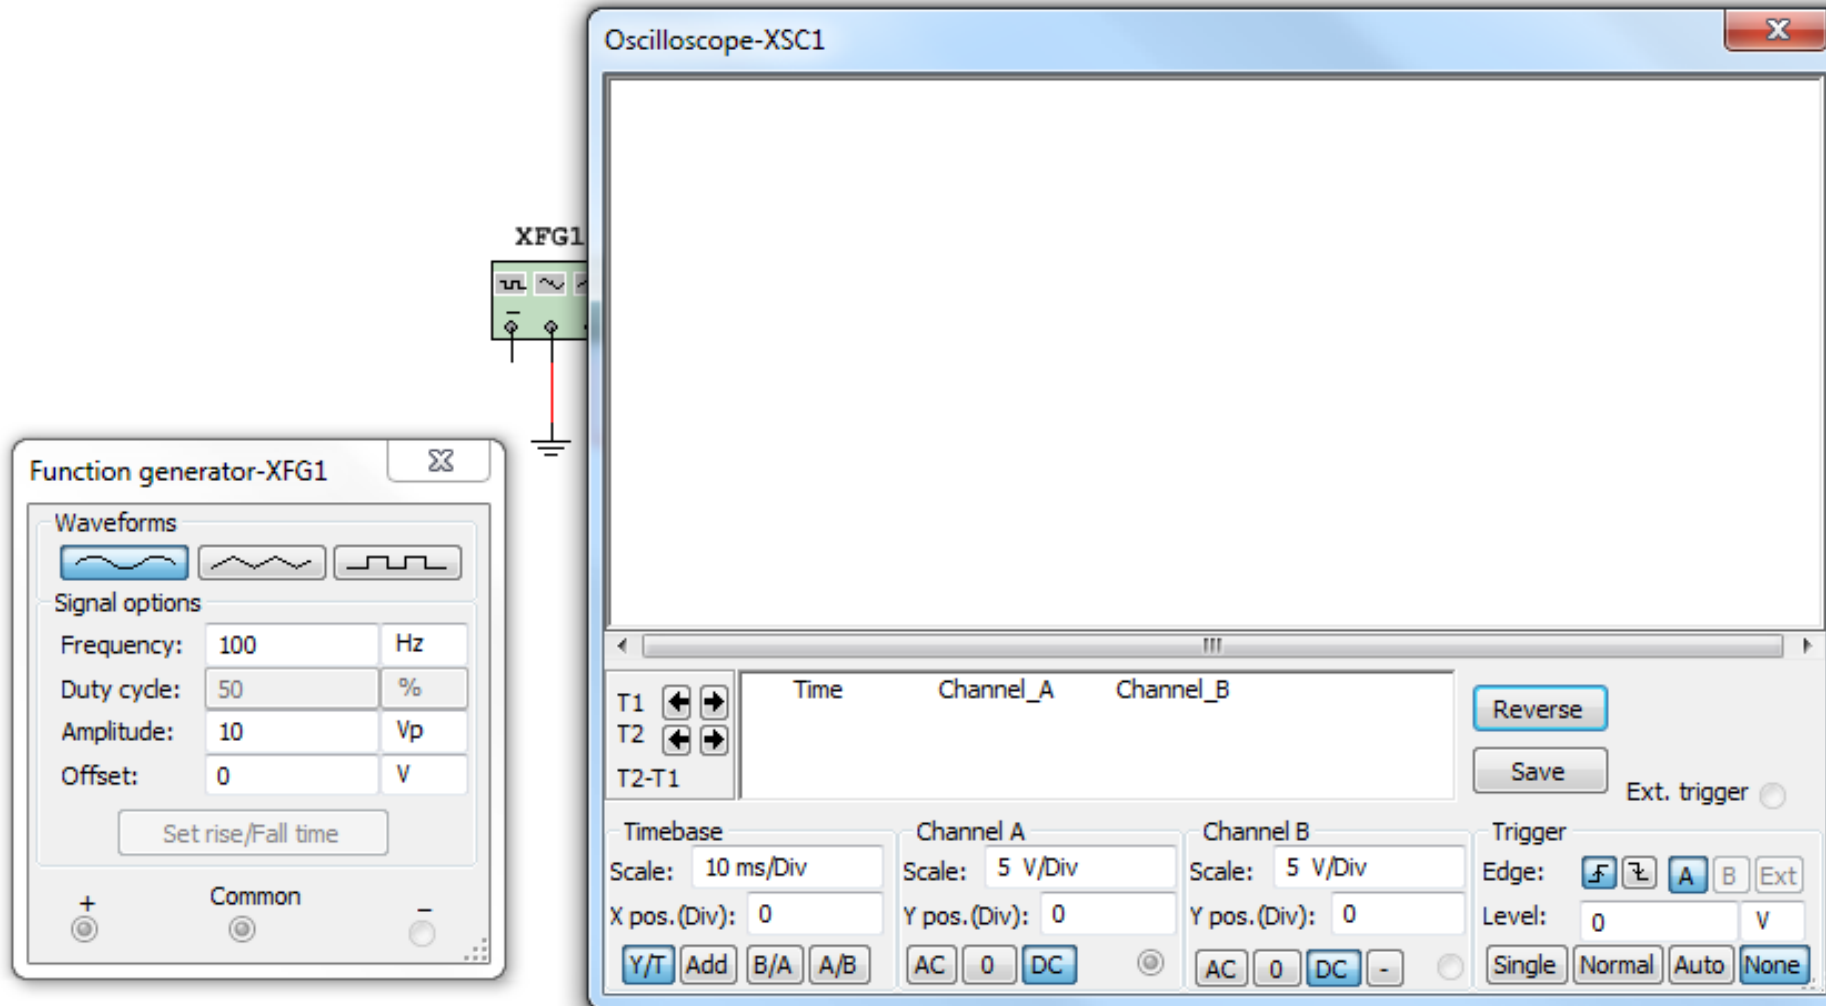 Oscilloscope-XSC1
XFG1
Function generator-XFG1
Waveforms
Signal options
Frequency: 100 Hz
Duty cycle: 50 %
Amplitude: 10 Vp
Offset: 0 V
Set rise/Fall time
+ Common −
Time Channel_A Channel_B
T1
T2
T2-T1
Reverse
Save
Ext. trigger
Timebase
Scale: 10 ms/Div
X pos.(Div): 0
Y/T Add B/A A/B
Channel A
Scale: 5 V/Div
Y pos.(Div): 0
AC 0 DC
Channel B
Scale: 5 V/Div
Y pos.(Div): 0
AC 0 DC -
Trigger
Edge: A B Ext
Level: 0 V
Single Normal Auto None